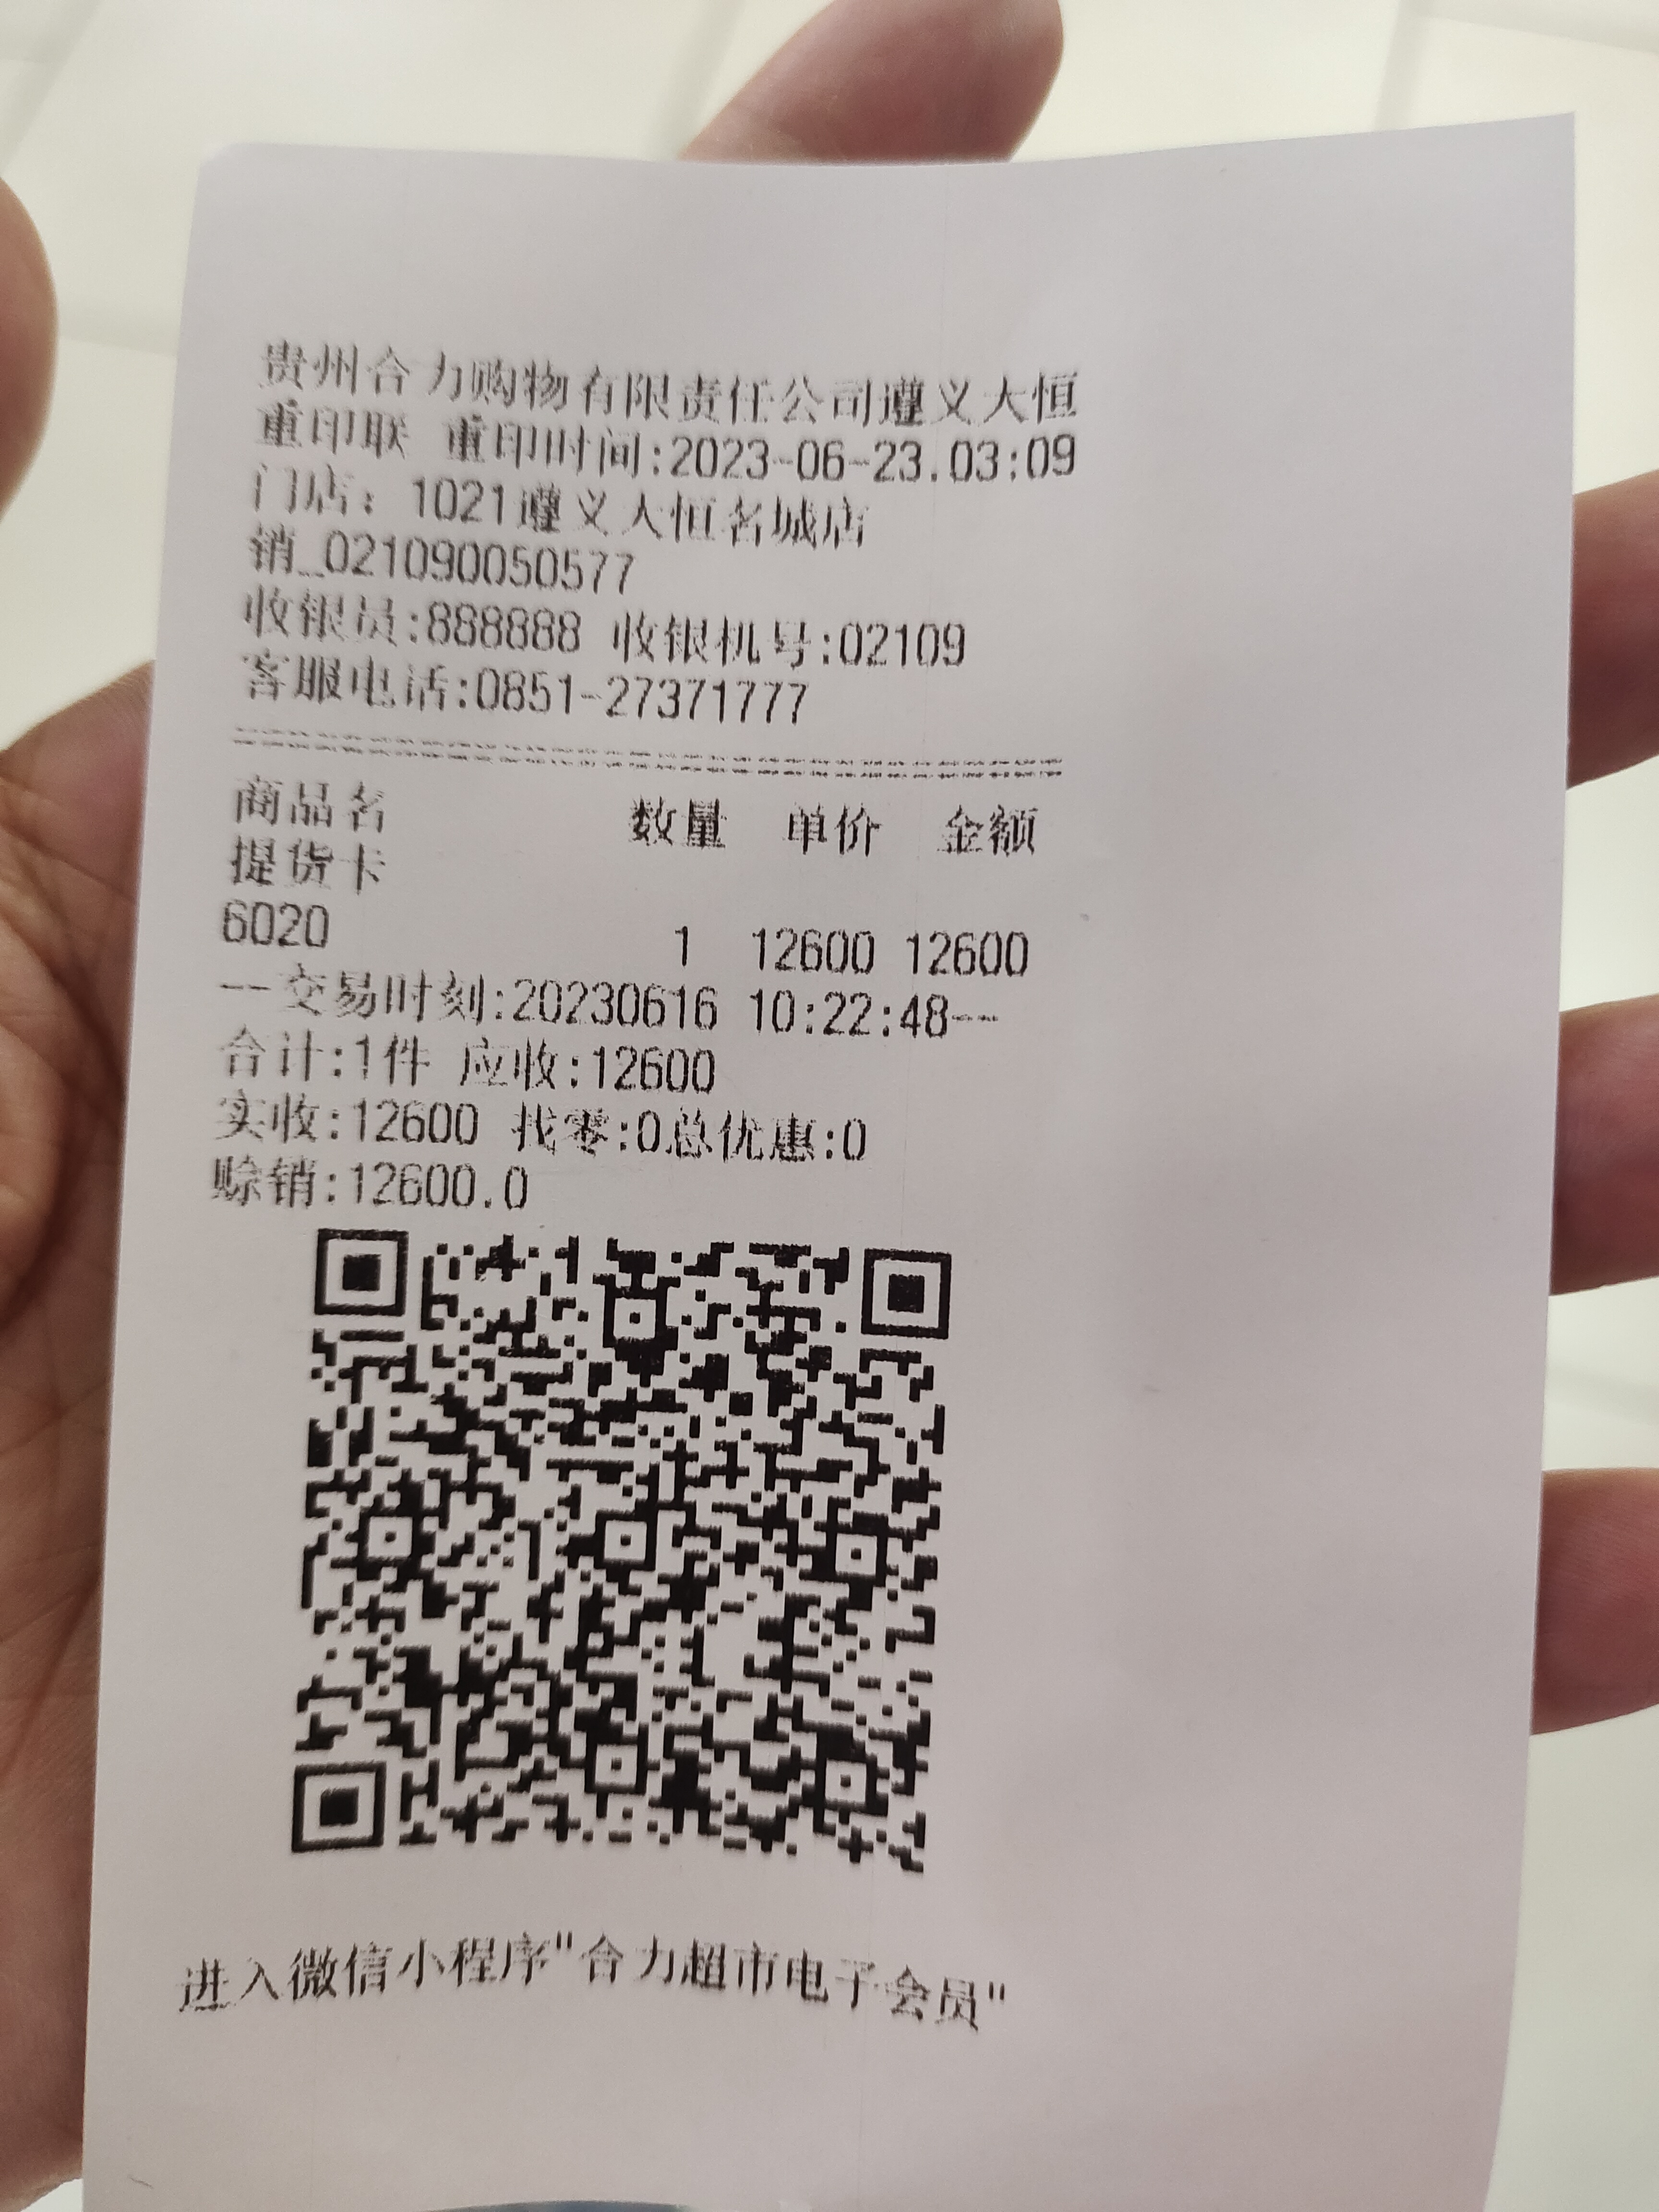 贵州合力购物有限责任公司遵义大恒
重印联 重印时间:2023-06-23.03:09
门店: 1021遵义大恒名城店
销_021090050577
收银员:888888 收银机号:02109
客服电话:0851-27371777
商品名 数量 单价 金额
提货卡
6020 1 12600 12600
--交易时刻:20230616 10:22:48--
合计:1件 应收:12600
实收:12600 找零:0总优惠:0
赊销:12600.0
进入微信小程序"合力超市电子会员"